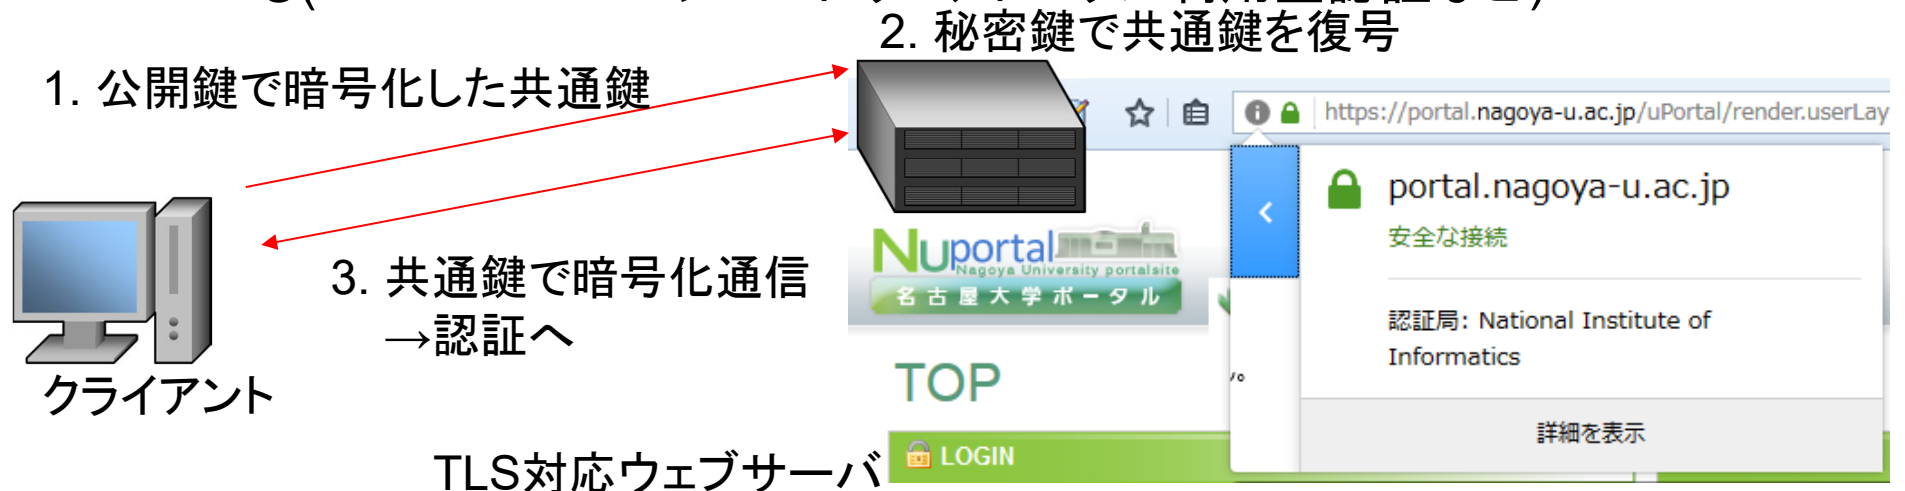 2. 秘密鍵で共通鍵を復号
1. 公開鍵で暗号化した共通鍵
https://portal.nagoya-u.ac.jp/uPortal/render.userLay
portal.nagoya-u.ac.jp
安全な接続
認証局: National Institute of
Informatics
詳細を表示
Nuportal
Nagoya University portalsite
名古屋大学ポータル
3. 共通鍵で暗号化通信
→認証へ
TOP
クライアント
LOGIN
TLS対応ウェブサーバ